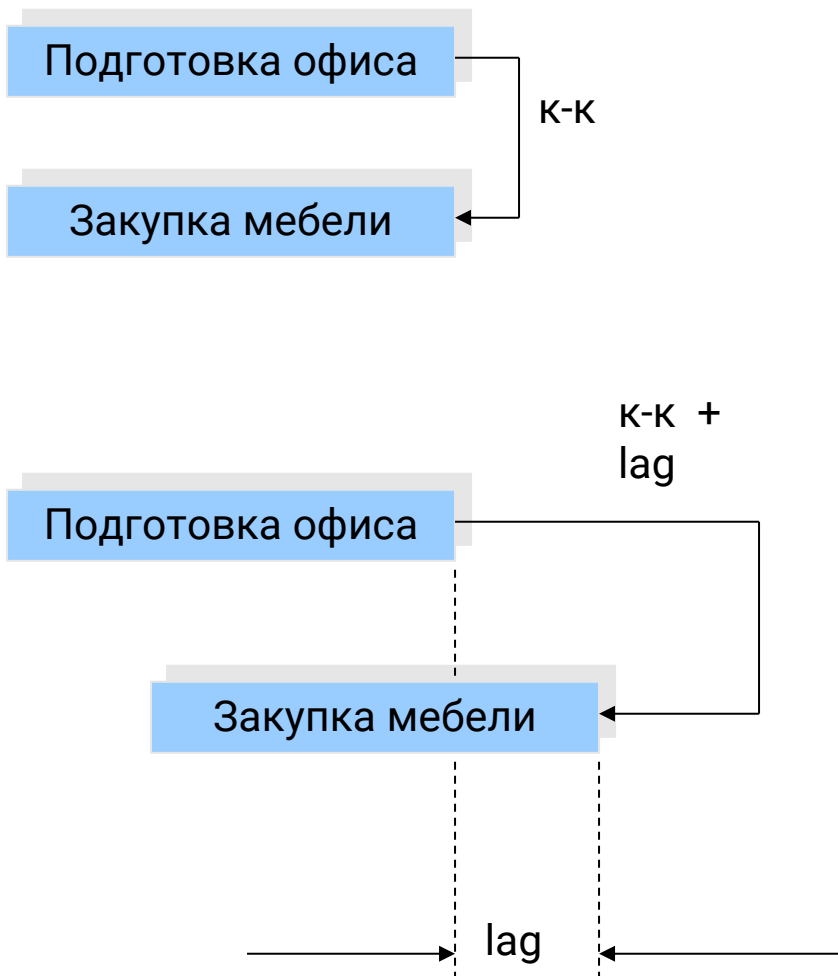 Подготовка офиса
к-к
Закупка мебели
к-к +
lag
Подготовка офиса
Закупка мебели
lag